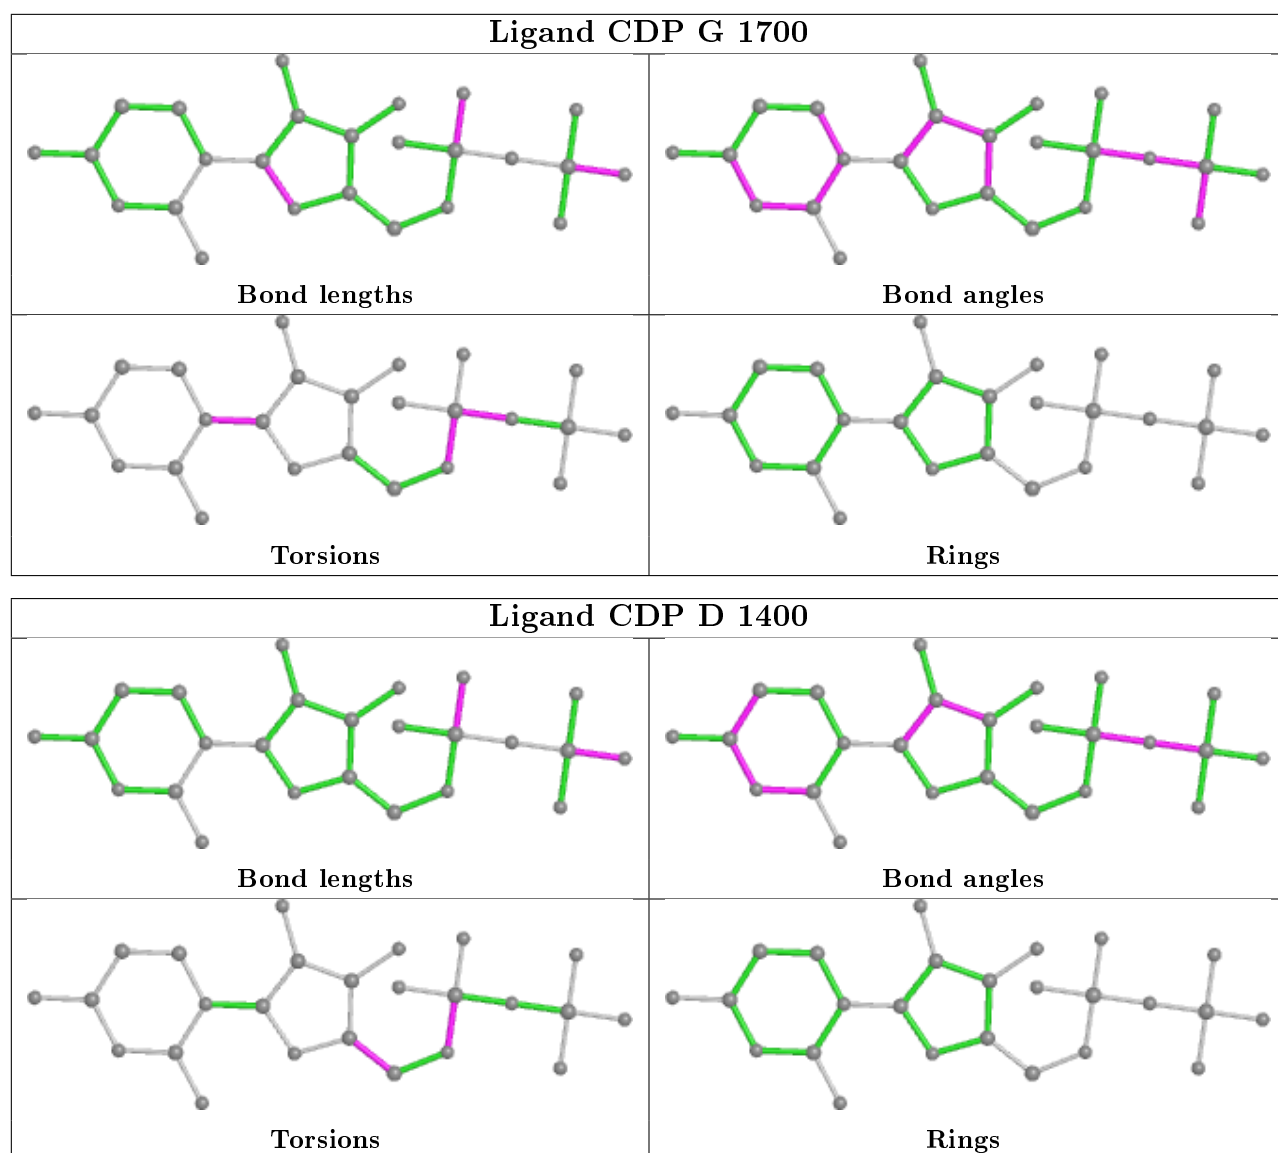 Ligand CDP G 1700
Bond lengths
Bond angles
Torsions
Rings
Ligand CDP D 1400
Bond lengths
Bond angles
Torsions
Rings